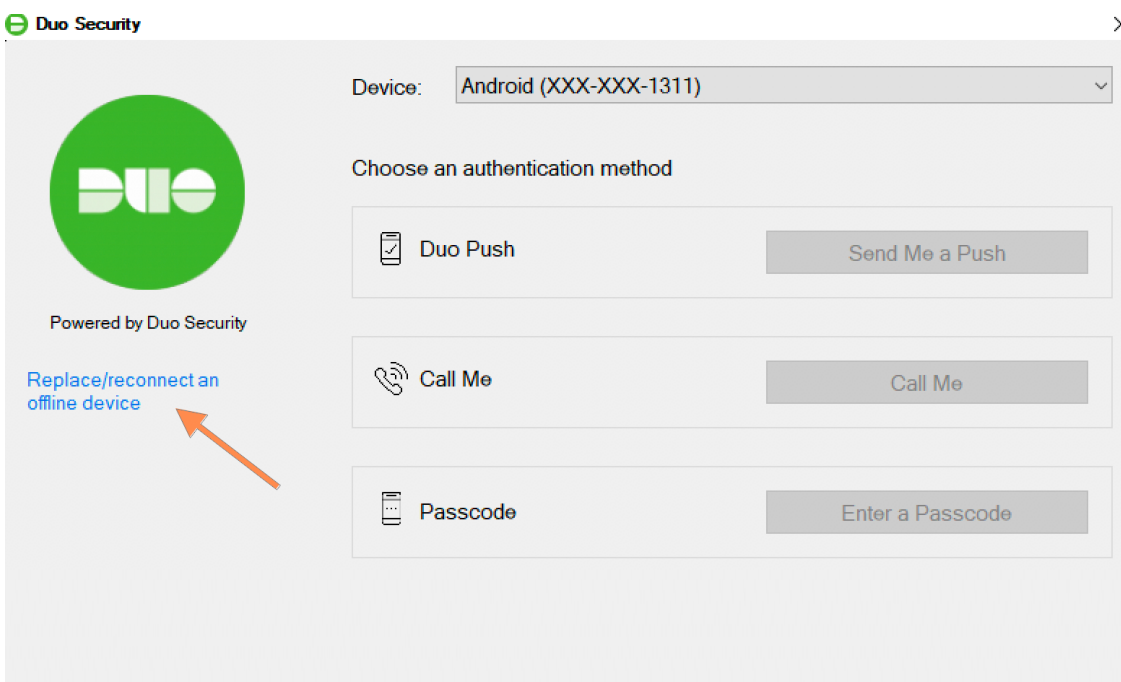 Duo Security
Device: Android (XXX-XXX-1311)
DUO
Choose an authentication method
Duo Push Send Me a Push
Powered by Duo Security
Replace/reconnect an
offline device
Call Me Call Me
Passcode Enter a Passcode